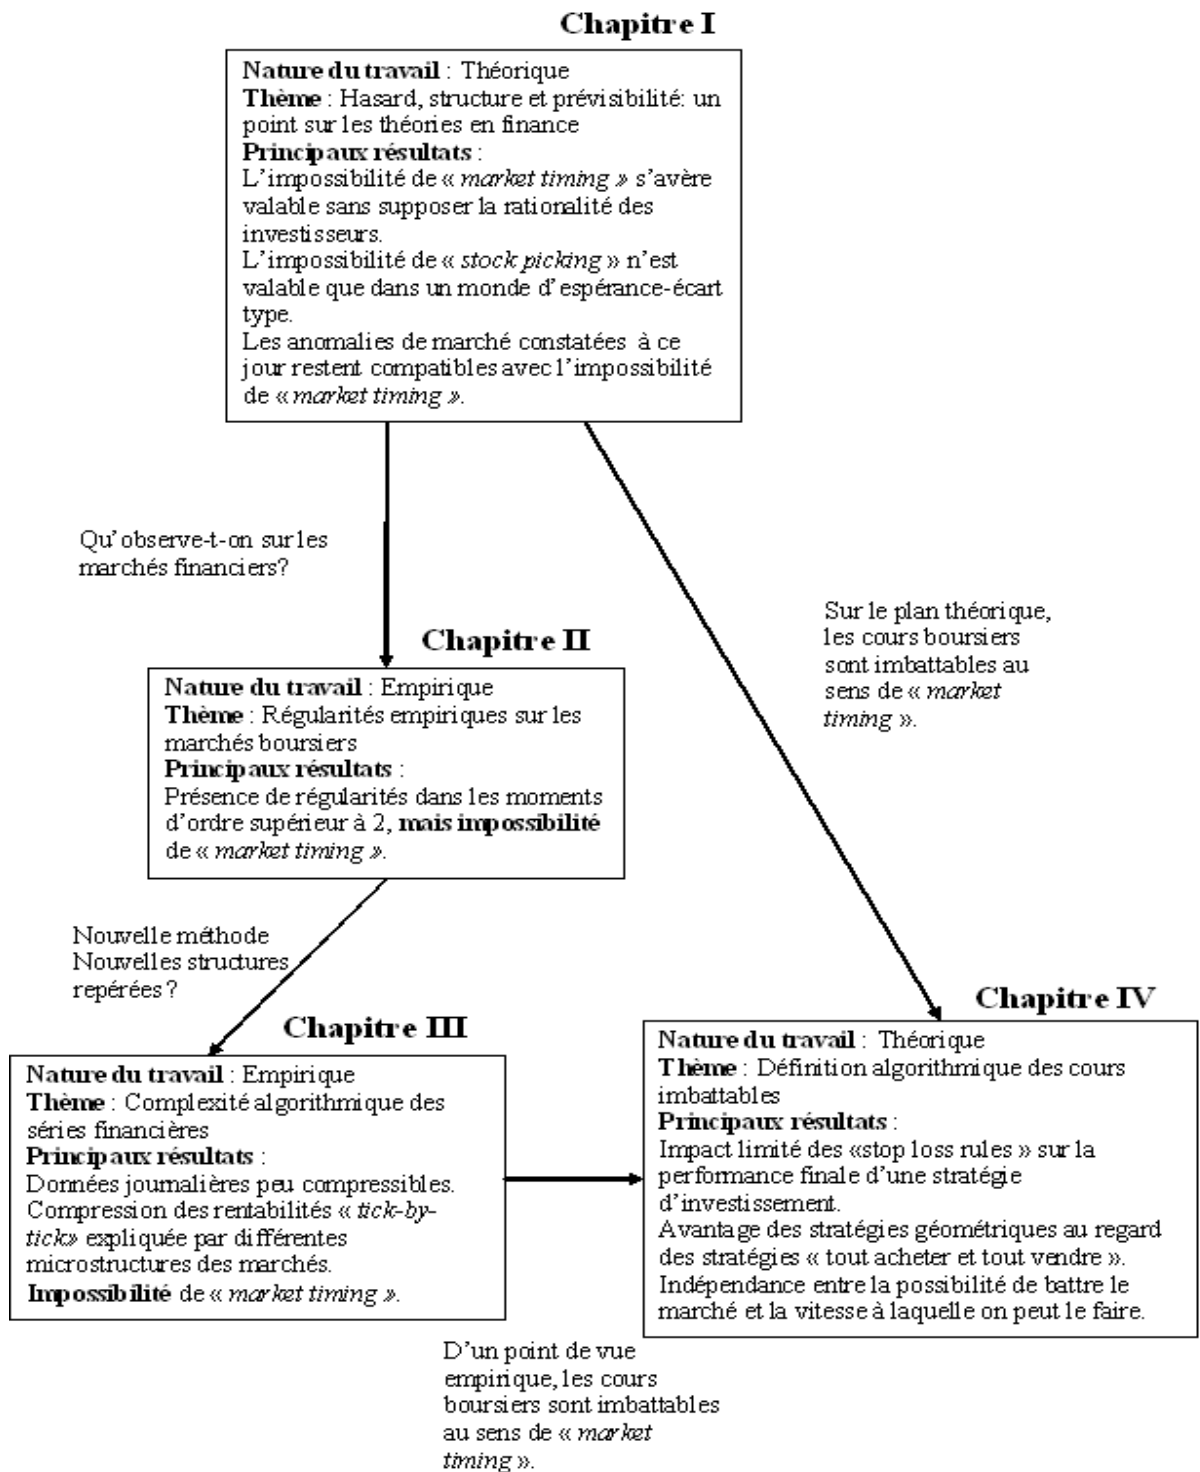 Chapitre I
Nature du travail : Théorique
Thème : Hasard, structure et prévisibilité: un
point sur les théories en finance
Principaux résultats :
L'impossibilité de « market timing » s'avère
valable sans supposer la rationalité des
investisseurs.
L'impossibilité de « stock picking » n'est
valable que dans un monde d'espérance-écart
type.
Les anomalies de marché constatées à ce
jour restent compatibles avec l'impossibilité
de « market timing ».
Qu'observe-t-on sur les
marchés financiers?
Sur le plan théorique,
les cours boursiers
sont imbattables au
sens de « market
timing ».
Chapitre II
Nature du travail : Empirique
Thème : Régularités empiriques sur les
marchés boursiers
Principaux résultats :
Présence de régularités dans les moments
d'ordre supérieur à 2, mais impossibilité
de « market timing ».
Nouvelle méthode
Nouvelles structures
repérées ?
Chapitre III
Nature du travail : Empirique
Thème : Complexité algorithmique des
séries financières
Principaux résultats :
Données journalières peu compressibles.
Compression des rentabilités « tick-by-
tick» expliquée par différentes
microstructures des marchés.
Impossibilité de « market timing ».
Chapitre IV
Nature du travail : Théorique
Thème : Définition algorithmique des cours
imbattables
Principaux résultats :
Impact limité des «stop loss rules » sur la
performance finale d'une stratégie
d'investissement.
Avantage des stratégies géométriques au regard
des stratégies « tout acheter et tout vendre ».
Indépendance entre la possibilité de battre le
marché et la vitesse à laquelle on peut le faire.
D'un point de vue
empirique, les cours
boursiers sont imbattables
au sens de « market
timing ».